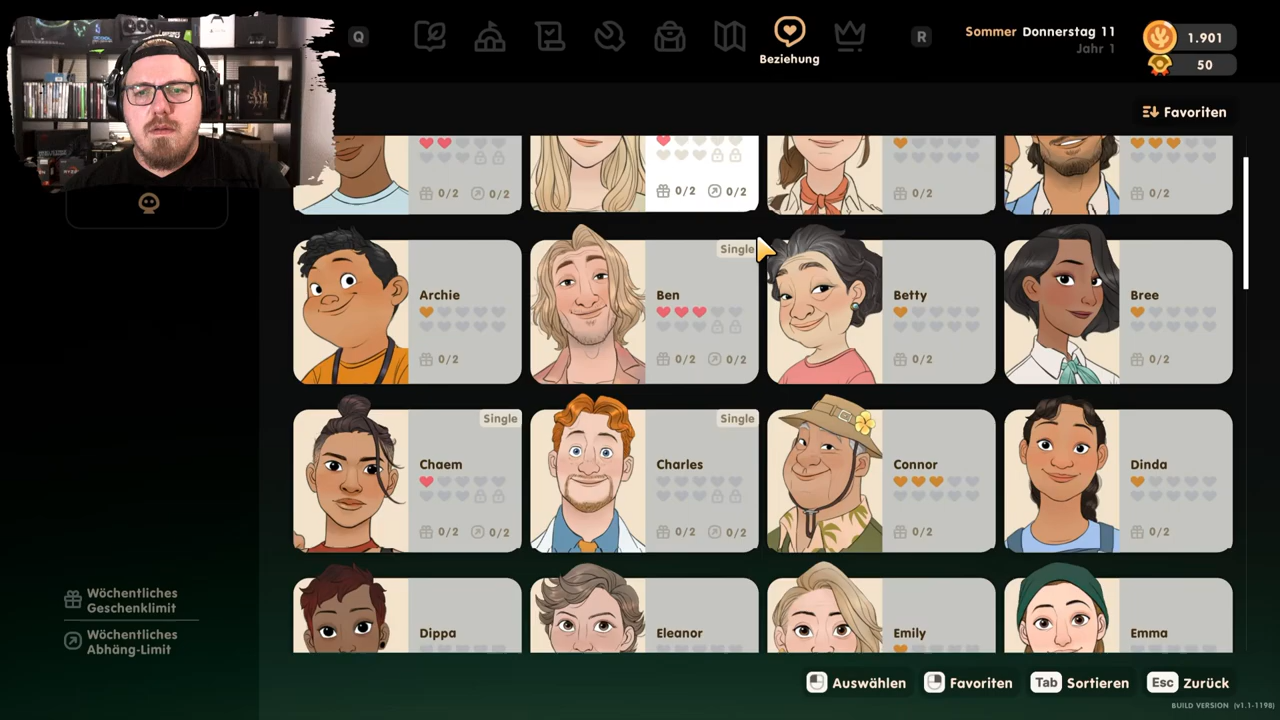 Q
R
Beziehung
Sommer Donnerstag 11
Jahr 1
1.901
50
Favoriten
0/2 0/2
0/2 0/2
0/2
0/2
Archie
0/2
Single
Ben
0/2 0/2
Betty
0/2
Bree
0/2
Single
Chaem
0/2 0/2
Single
Charles
0/2 0/2
Connor
0/2
Dinda
0/2
Dippa
Eleanor
Emily
Emma
Wöchentliches
Geschenklimit
Wöchentliches
Abhäng-Limit
Auswählen
Favoriten
Tab Sortieren
Esc Zurück
BUILD VERSION (v1.1-1198)